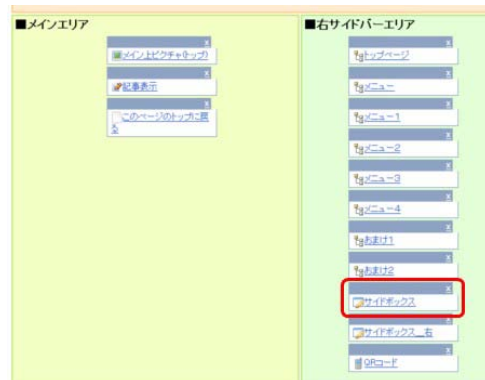 ■メインエリア
x
メイン上ピクチャ(トップ)
x
記事表示
x
このページのトップに戻
る
■右サイドバーエリア
x
トップページ
x
メニュー
x
メニュー1
x
メニュー2
x
メニュー3
x
メニュー4
x
おまけ1
x
おまけ2
x
サイドボックス
x
サイドボックス__右
x
QRコード